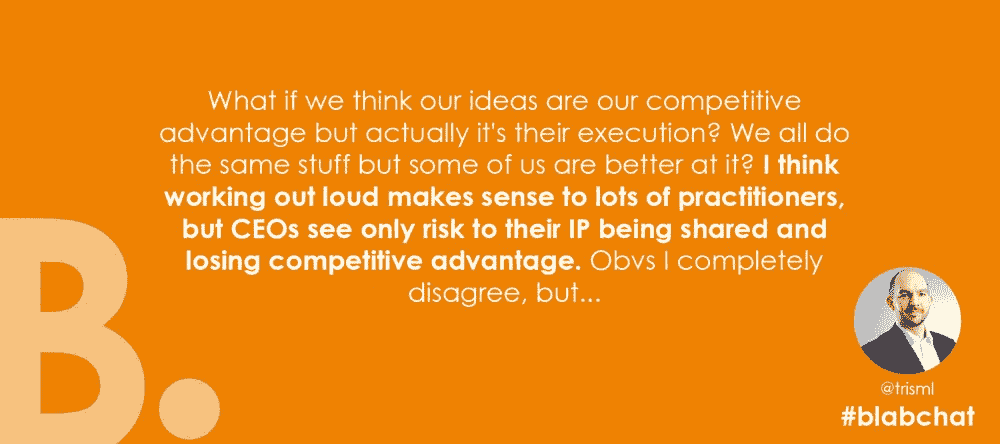 What if we think our ideas are our competitive
advantage but actually it's their execution? We all do
the same stuff but some of us are better at it? I think
working out loud makes sense to lots of practitioners,
but CEOs see only risk to their IP being shared and
losing competitive advantage. Obvs I completely
disagree, but...
B.
@trisml
#blabchat